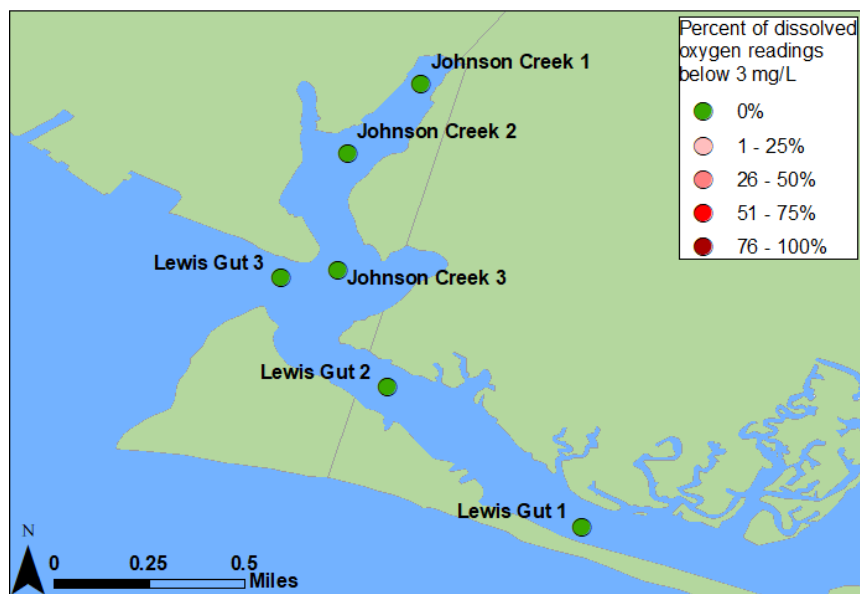 Percent of dissolved
oxygen readings
below 3 mg/L
0%
1 - 25%
26 - 50%
51 - 75%
76 - 100%
Johnson Creek 1
Johnson Creek 2
Lewis Gut 3
Johnson Creek 3
Lewis Gut 2
Lewis Gut 1
N
0 0.25 0.5
Miles